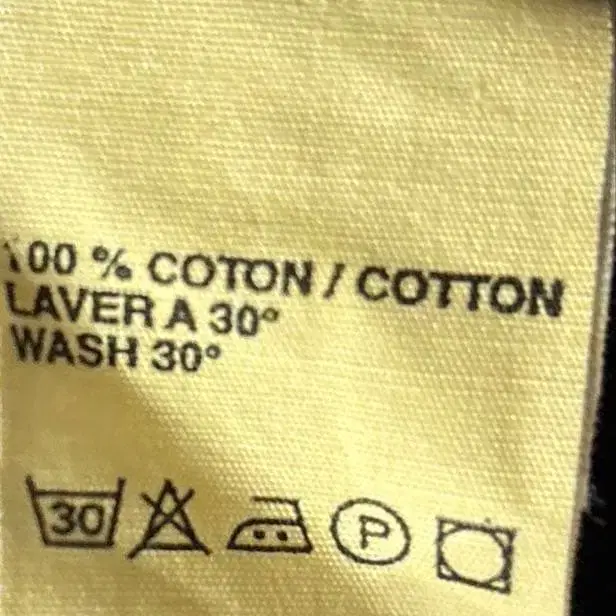 100 % COTON / COTTON
LAVER A 30°
WASH 30°
30 P